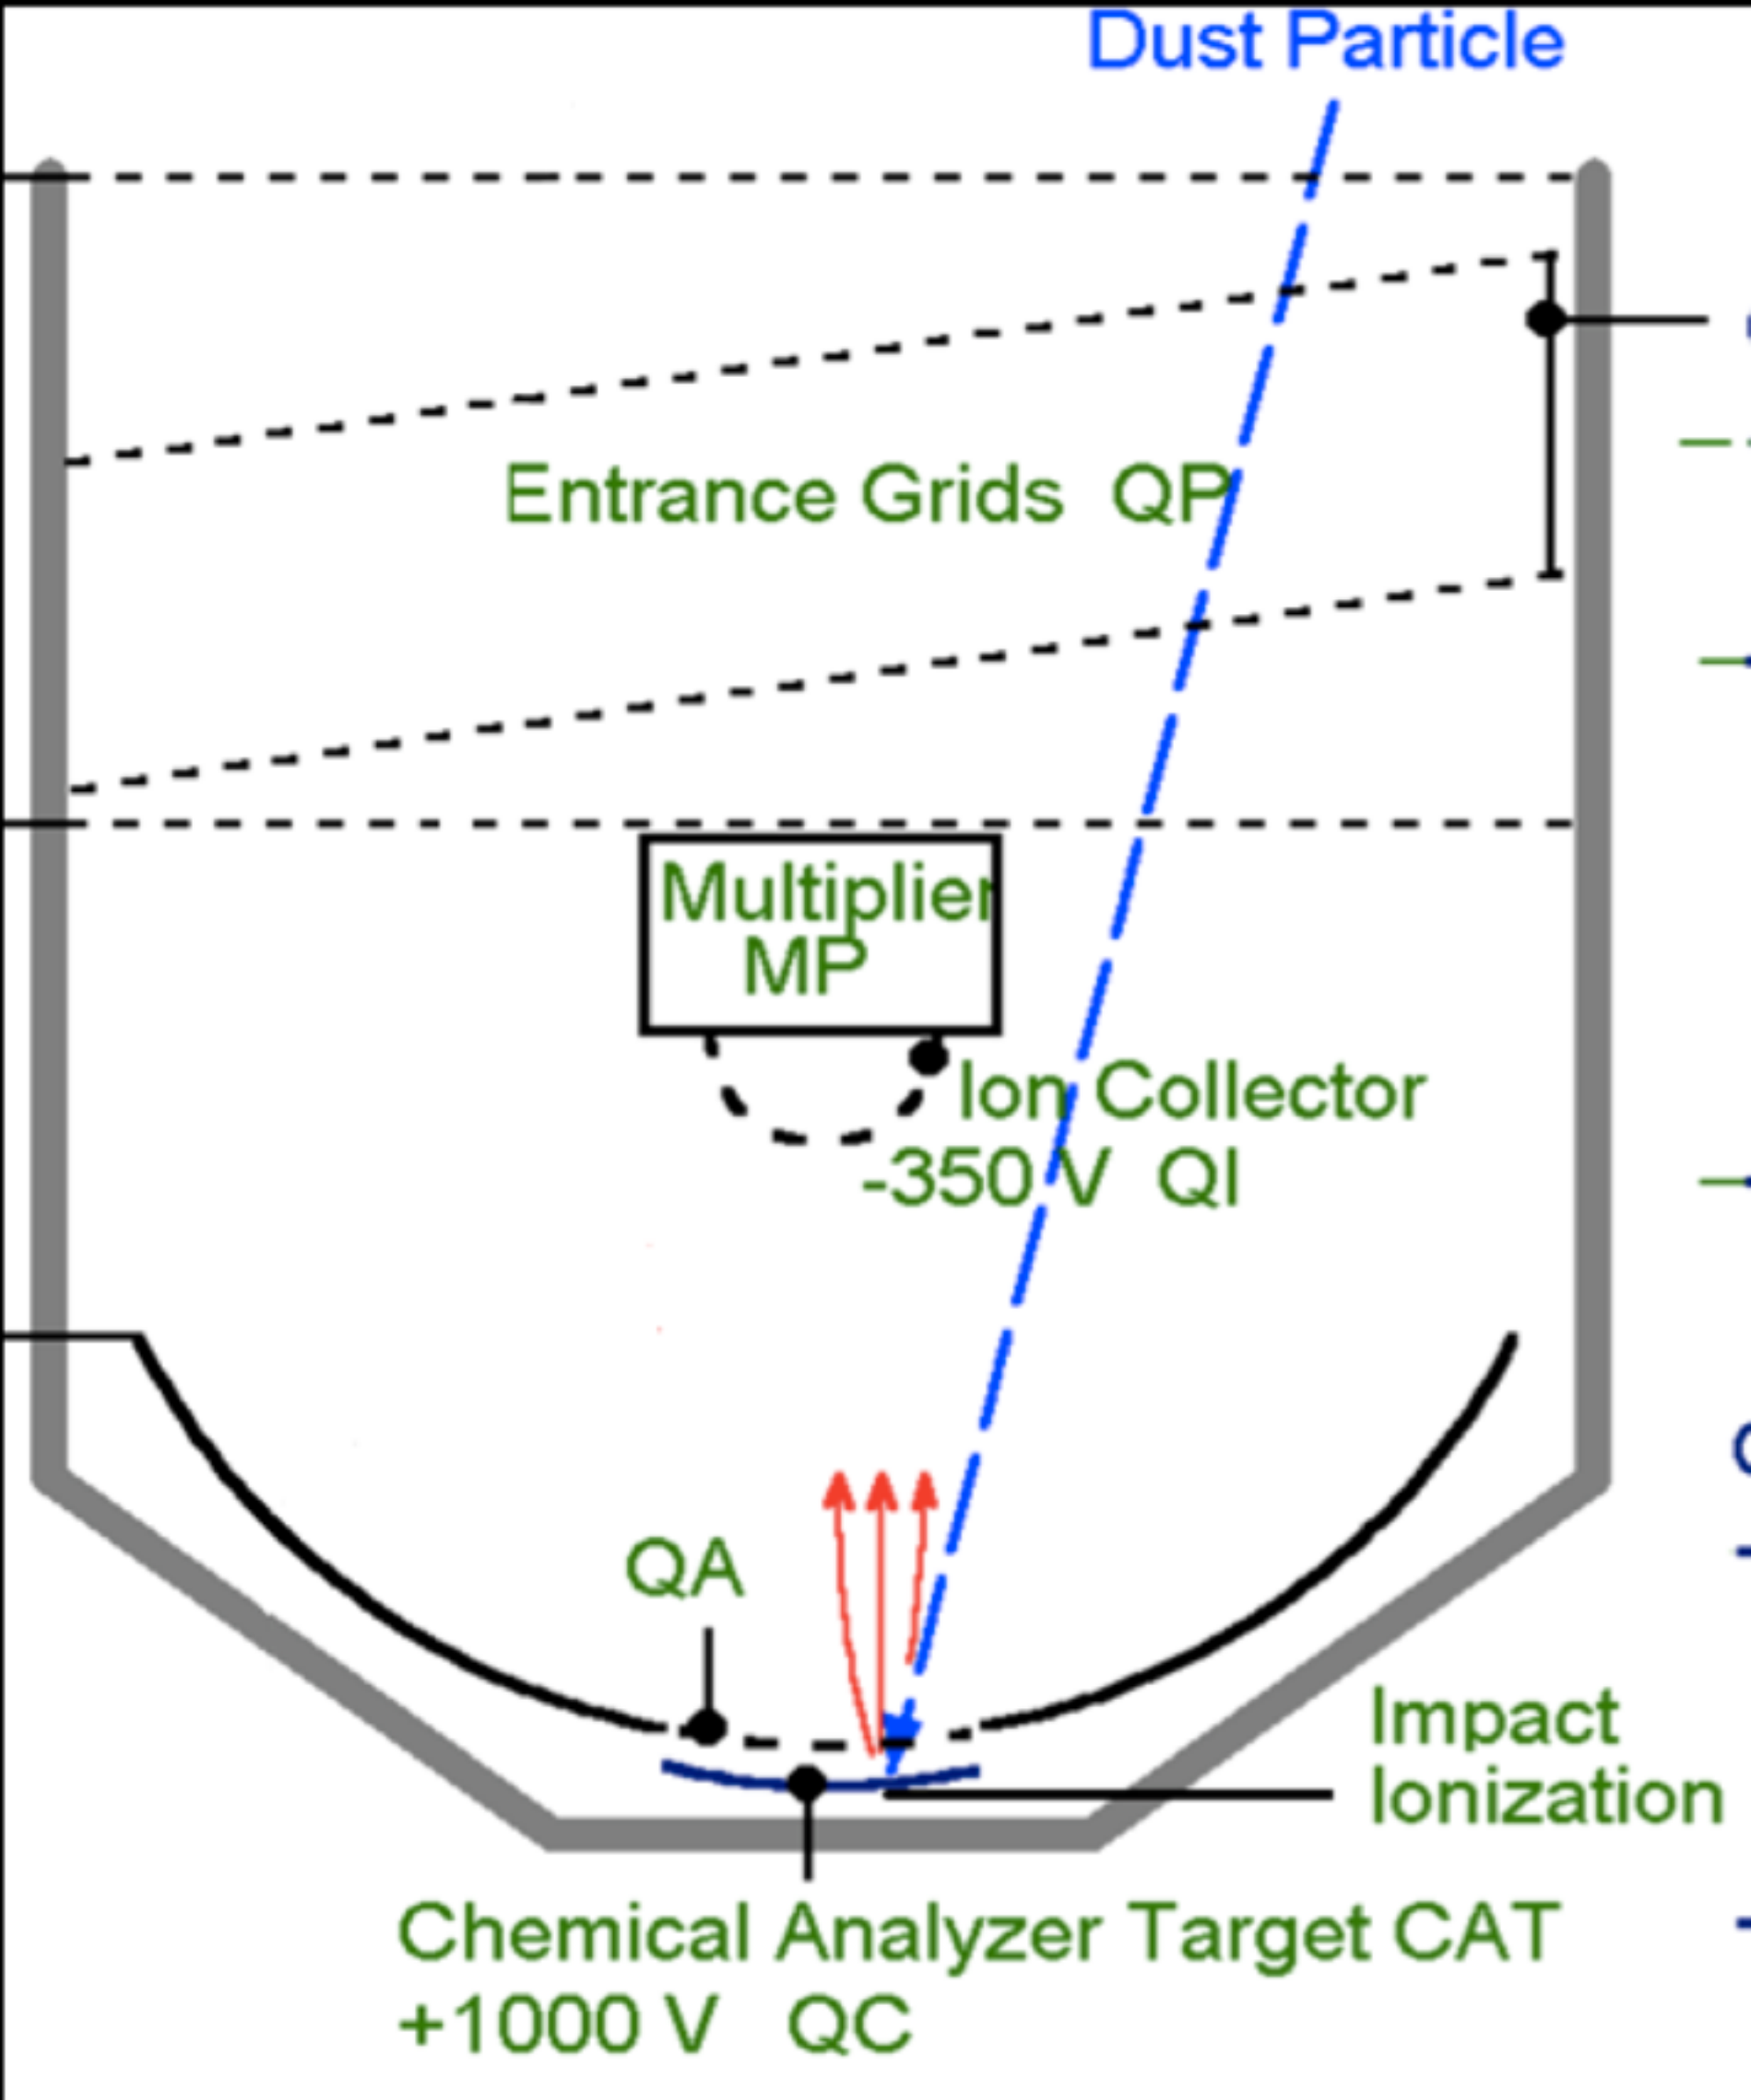 Dust Particle
Entrance Grids QP
Multiplier
MP
Ion Collector
-350 V QI
QA
Impact
Ionization
Chemical Analyzer Target CAT
+1000 V QC